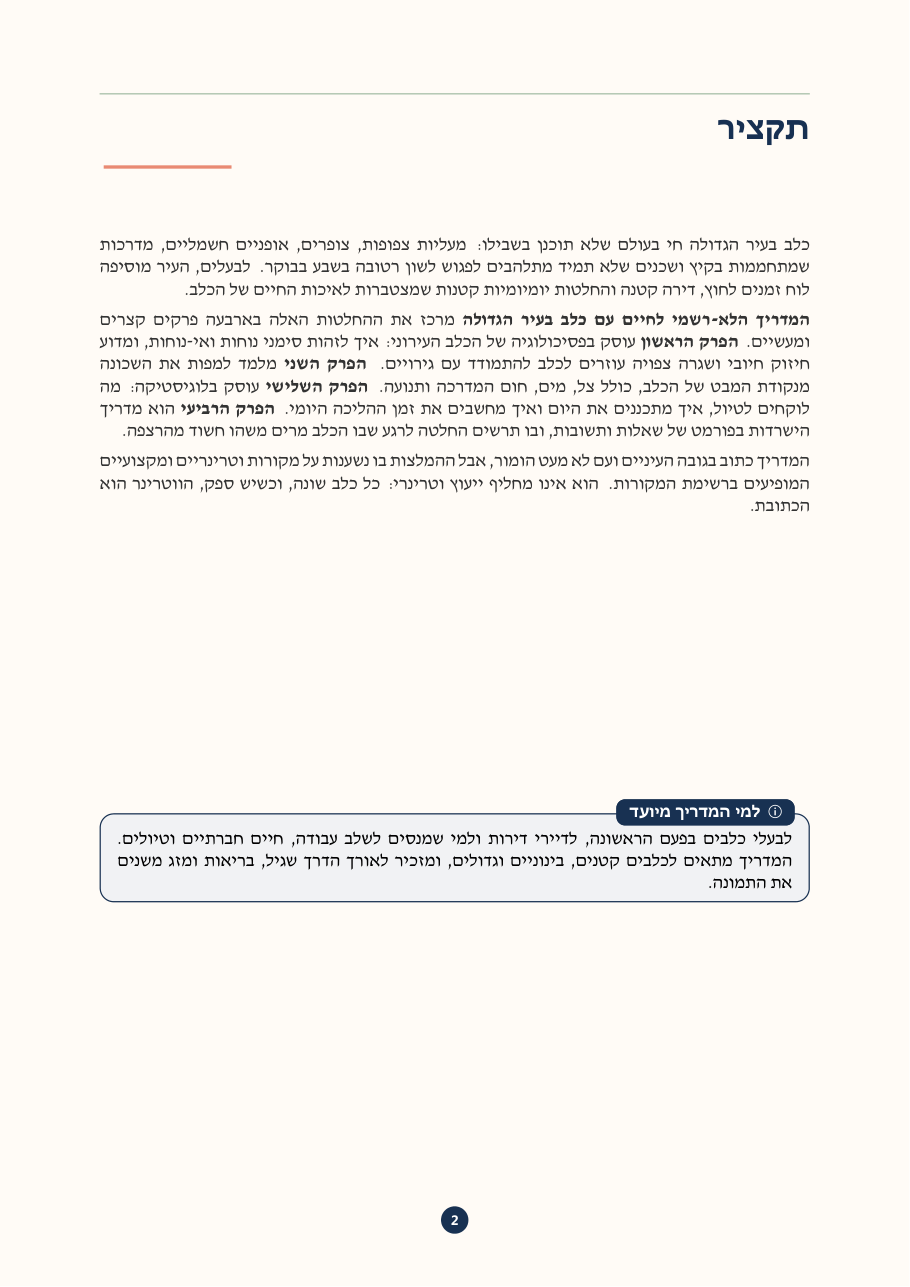 תקציר
כלב בעיר הגדולה חי בעולם שלא תוכנן בשבילו: מעליות צפופות, צופרים, אופניים חשמליים, מדרכות
שמתחממות בקיץ ושכנים שלא תמיד מתלהבים לפגוש לשון רטובה בשבע בבוקר. לבעלים, העיר מוסיפה
לוח זמנים לחוץ, דירה קטנה והחלטות יומיומיות קטנות שמצטברות לאיכות החיים של הכלב.
המדריך הלא-רשמי לחיים עם כלב בעיר הגדולה מרכז את ההחלטות האלה בארבעה פרקים קצרים
ומעשיים. הפרק הראשון עוסק בפסיכולוגיה של הכלב העירוני: איך לזהות סימני נוחות ואי-נוחות, ומדוע
חיזוק חיובי ושגרה צפויה עוזרים לכלב להתמודד עם גירויים. הפרק השני מלמד למפות את השכונה
מנקודת המבט של הכלב, כולל צל, מים, חום המדרכה ותנועה. הפרק השלישי עוסק בלוגיסטיקה: מה
לוקחים לטיול, איך מתכננים את היום ואיך מחשבים את זמן ההליכה היומי. הפרק הרביעי הוא מדריך
הישרדות בפורמט של שאלות ותשובות, ובו תרשים החלטה לרגע שבו הכלב מרים משהו חשוד מהרצפה.
המדריך כתוב בגובה העיניים ועם לא מעט הומור, אבל ההמלצות בו נשענות על מקורות וטרינריים ומקצועיים
המופיעים ברשימת המקורות. הוא אינו מחליף ייעוץ וטרינרי: כל כלב שונה, וכשיש ספק, הווטרינר הוא
הכתובת.
למי המדריך מיועד
לבעלי כלבים בפעם הראשונה, לדיירי דירות ולמי שמנסים לשלב עבודה, חיים חברתיים וטיולים.
המדריך מתאים לכלבים קטנים, בינוניים וגדולים, ומזכיר לאורך הדרך שגיל, בריאות ומזג משנים
את התמונה.
2